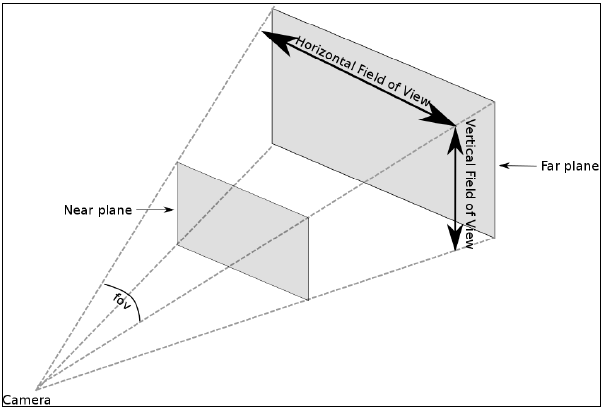 Horizontal Field of View
Vertical Field of View
Far plane
Near plane
fov
Camera